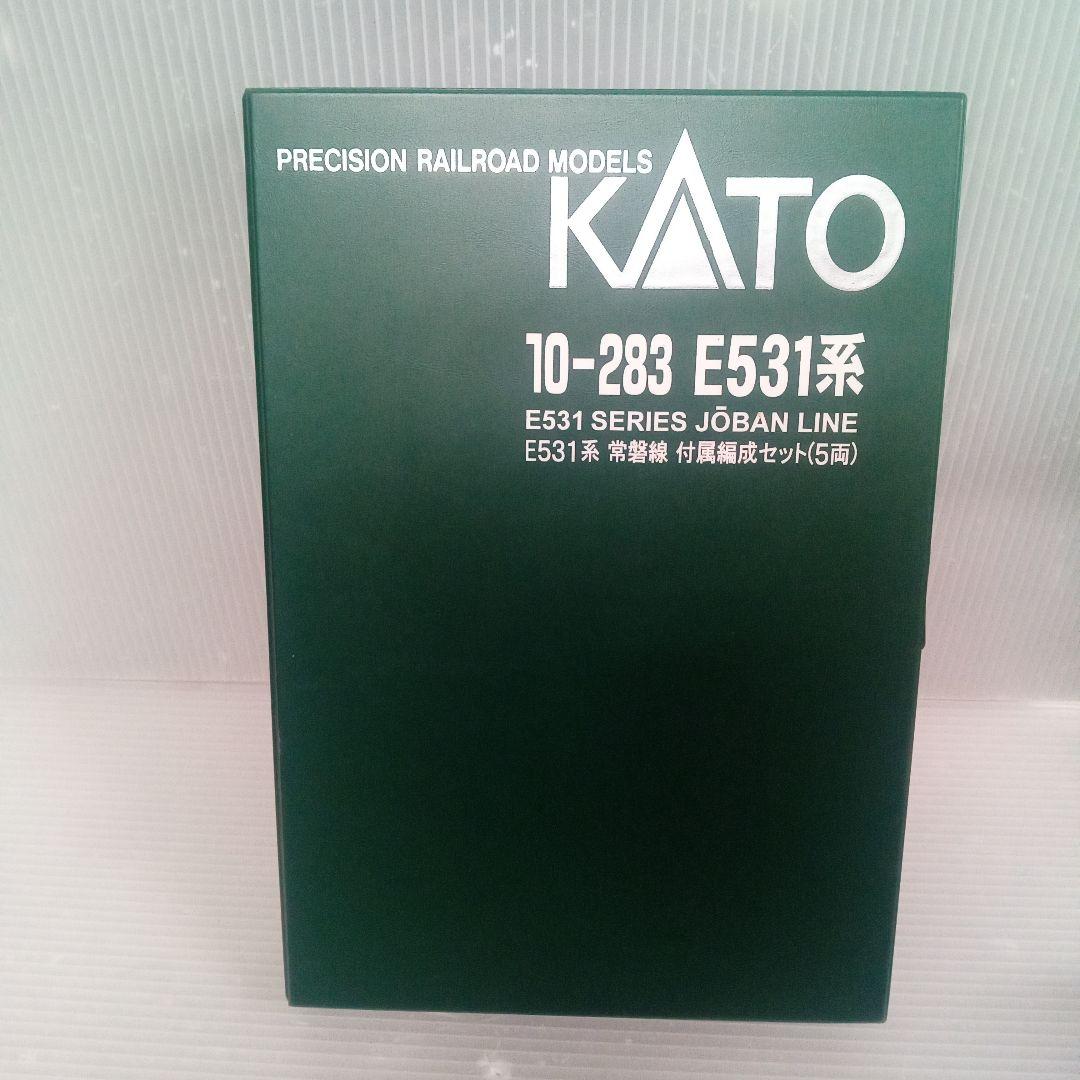 PRECISION RAILROAD MODELS
KATO
10-283 E531系
E531 SERIES JŌBAN LINE
E531系 常磐線 付属編成セット(5両)